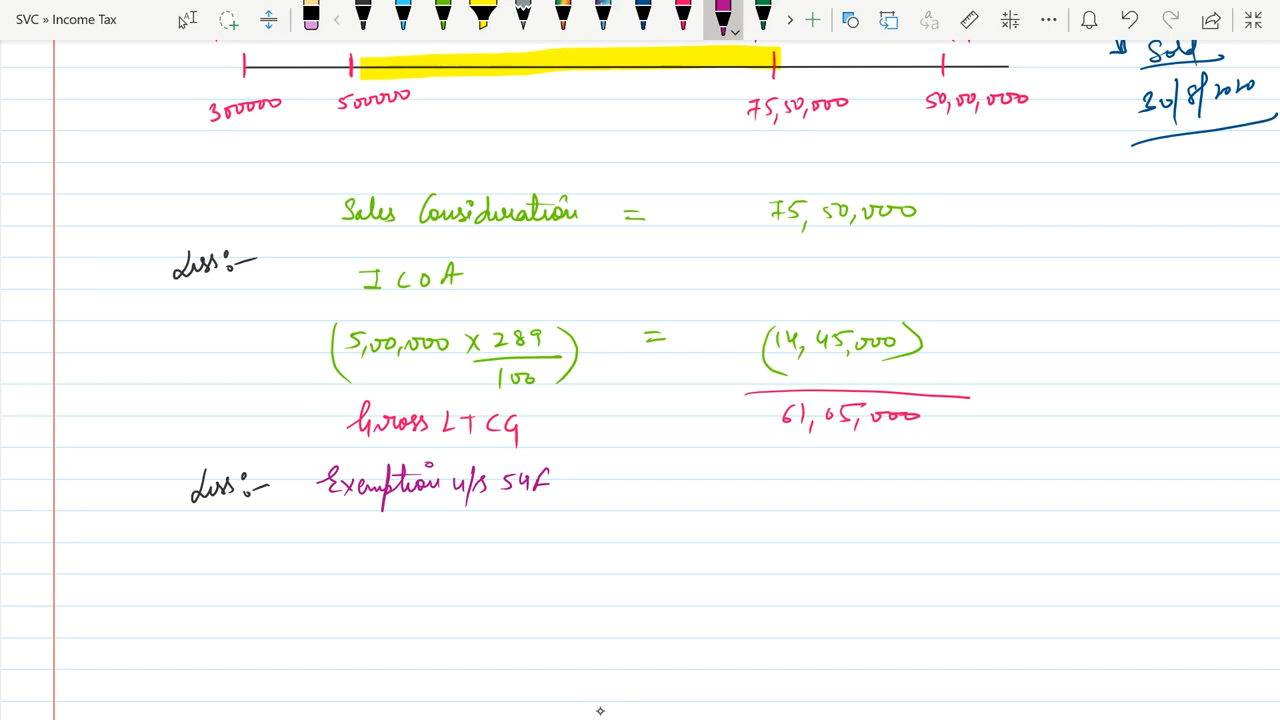 SVC » Income Tax
Sold
300000 500000 75,50,000 50,00,000
30/8/2020
Sales Consideration = 75,50,000
Less:-
ICOA
(5,00,000 × 289/100) = (14,45,000)
Gross LTCG 61,05,000
Less:- Exemption u/s 54F